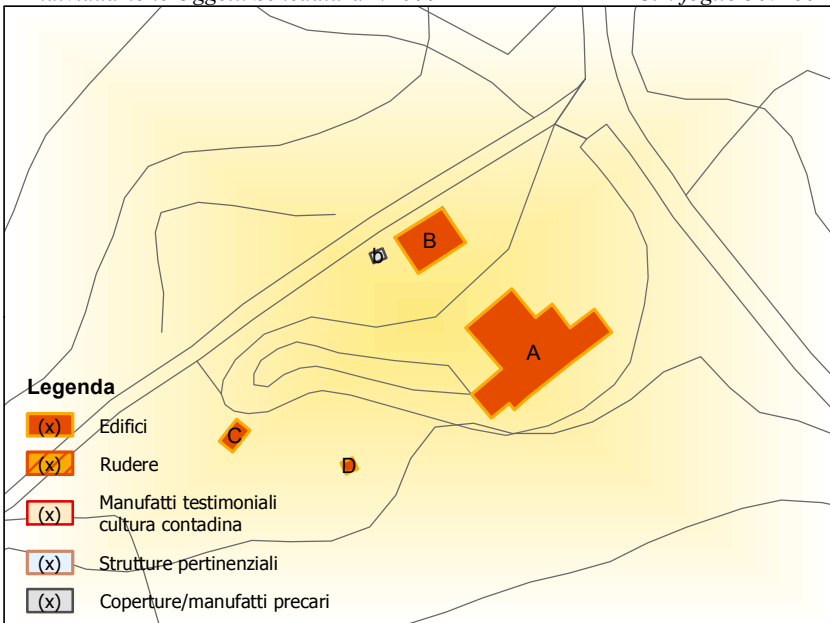 B
b
A
C
D
Legenda
(x) Edifici
(x) Rudere
(x) Manufatti testimoniali
cultura contadina
(x) Strutture pertinenziali
(x) Coperture/manufatti precari